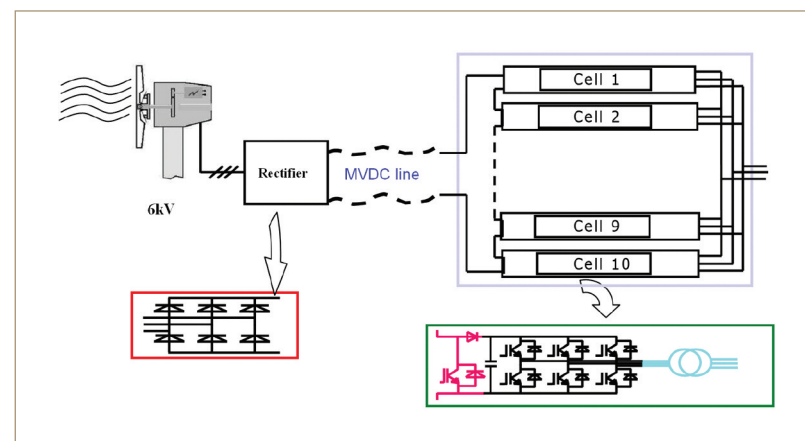 Cell 1
Cell 2
Rectifier
MVDC line
6kV
Cell 9
Cell 10